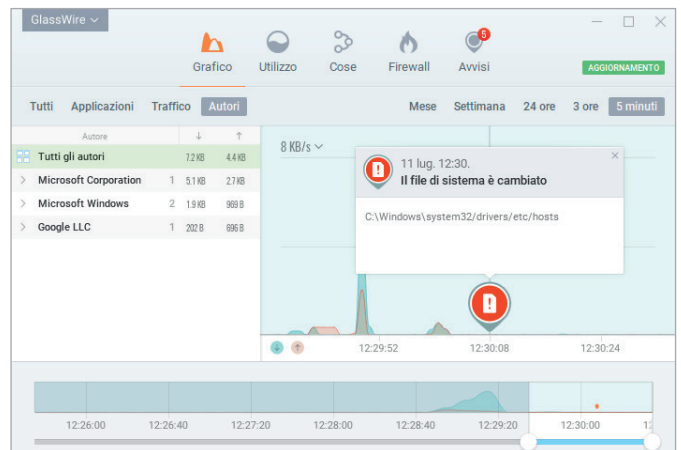 GlassWire
5
Grafico Utilizzo Cose Firewall Avvisi
AGGIORNAMENTO
Tutti Applicazioni Traffico Autori Mese Settimana 24 ore 3 ore 5 minuti
Autore ↓ ↑
Tutti gli autori 7.2 KB 4.4 KB
Microsoft Corporation 1 5.1 KB 2.7 KB
Microsoft Windows 2 1.9 KB 969 B
Google LLC 1 202 B 696 B
8 KB/s
11 lug. 12:30.
Il file di sistema è cambiato
C:\Windows\system32/drivers/etc/hosts
12:29:52 12:30:08 12:30:24
12:26:00 12:26:40 12:27:20 12:28:00 12:28:40 12:29:20 12:30:00